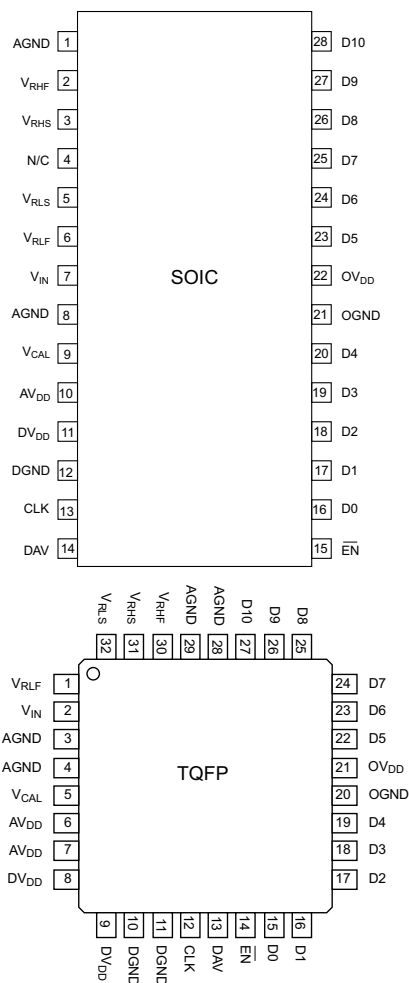 AGND 1 28 D10
VRHF 2 27 D9
VRHS 3 26 D8
N/C 4 25 D7
VRLS 5 24 D6
VRLF 6 23 D5
VIN 7 SOIC 22 OVDD
AGND 8 21 OGND
VCAL 9 20 D4
AVDD 10 19 D3
DVDD 11 18 D2
DGND 12 17 D1
CLK 13 16 D0
DAV 14 15 E̅N̅
VRLS VRHS VRHF AGND AGND D10 D9 D8
32 31 30 29 28 27 26 25
VRLF 1 24 D7
VIN 2 23 D6
AGND 3 22 D5
AGND 4 TQFP 21 OVDD
VCAL 5 20 OGND
AVDD 6 19 D4
AVDD 7 18 D3
DVDD 8 17 D2
9 10 11 12 13 14 15 16
DVDD DGND DGND CLK DAV E̅N̅ D0 D1